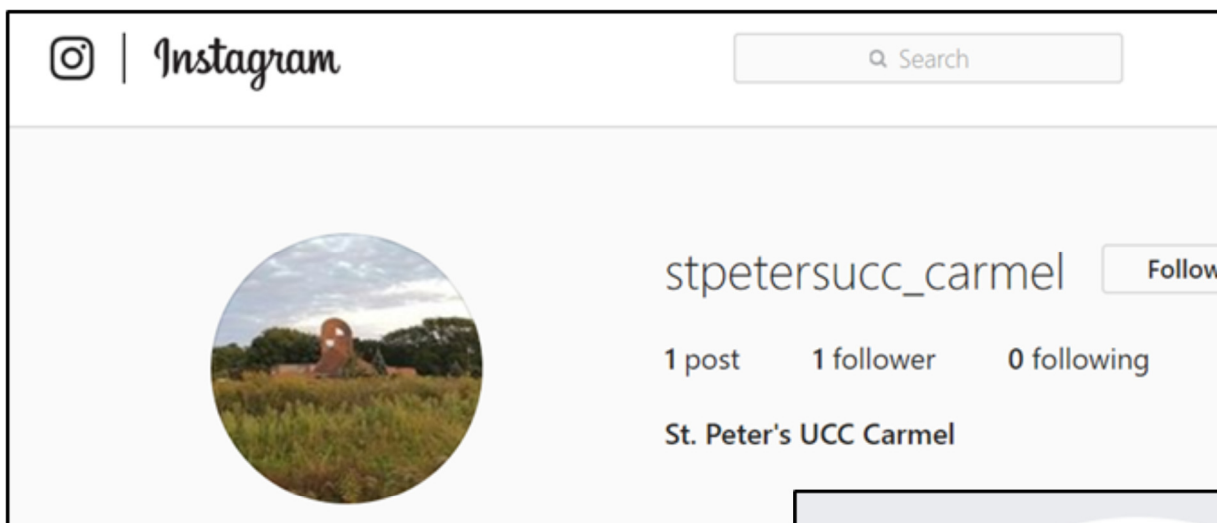 Instagram
Search
stpetersucc_carmel
Follow
1 post 1 follower 0 following
St. Peter's UCC Carmel